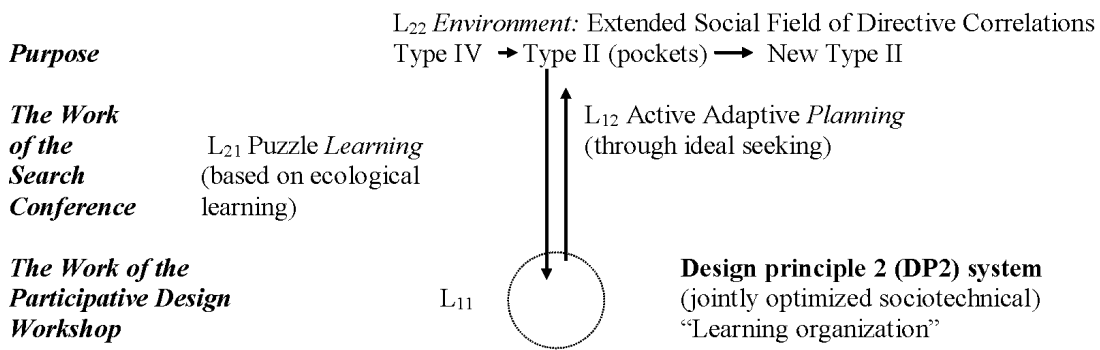 L22 Environment: Extended Social Field of Directive Correlations
Purpose Type IV Type II (pockets) New Type II
The Work
of the
Search
Conference
L21 Puzzle Learning
(based on ecological
learning)
L12 Active Adaptive Planning
(through ideal seeking)
The Work of the
Participative Design
Workshop
L11
Design principle 2 (DP2) system
(jointly optimized sociotechnical)
“Learning organization”